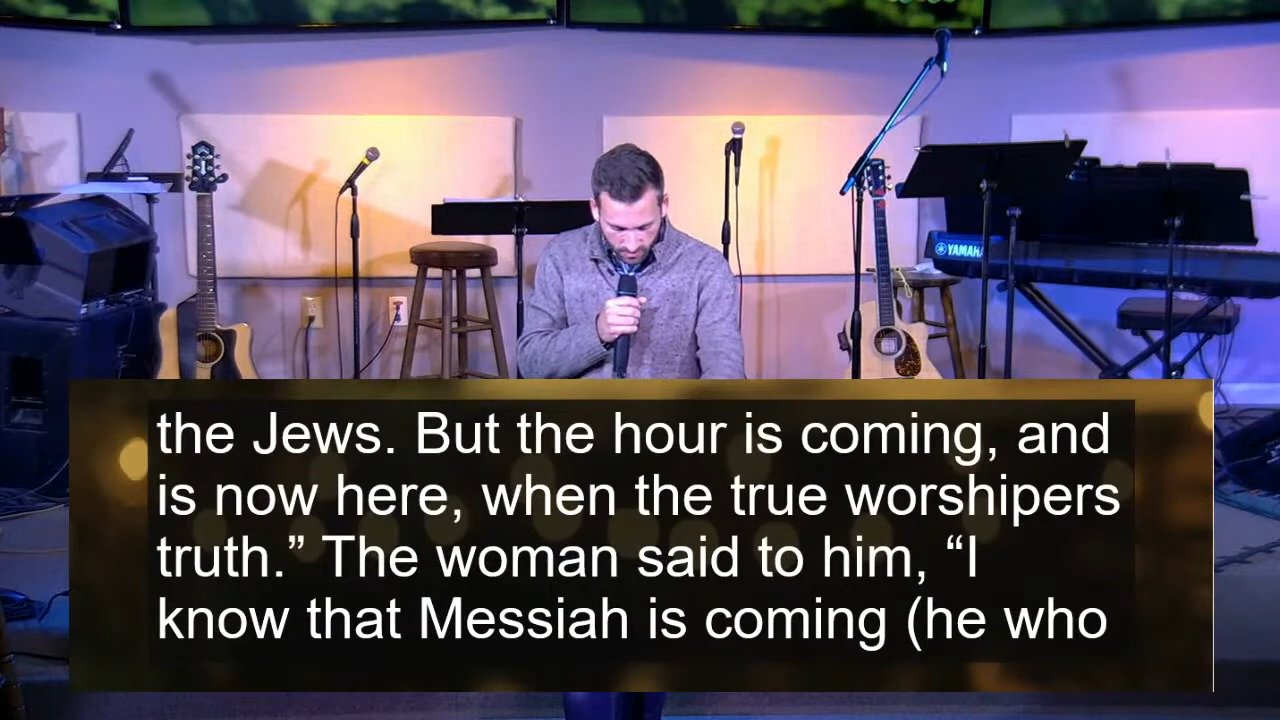 YAMAHA
the Jews. But the hour is coming, and
is now here, when the true worshipers
truth.” The woman said to him, “I
know that Messiah is coming (he who